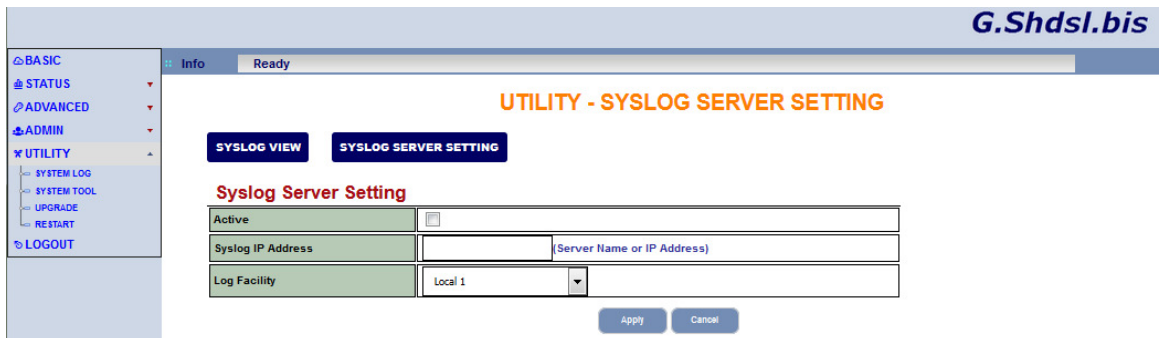 G.Shdsl.bis
BASIC
STATUS
ADVANCED
ADMIN
UTILITY
SYSTEM LOG
SYSTEM TOOL
UPGRADE
RESTART
LOGOUT
Info Ready
UTILITY - SYSLOG SERVER SETTING
SYSLOG VIEW SYSLOG SERVER SETTING
Syslog Server Setting
Active
Syslog IP Address (Server Name or IP Address)
Log Facility Local 1
Apply Cancel